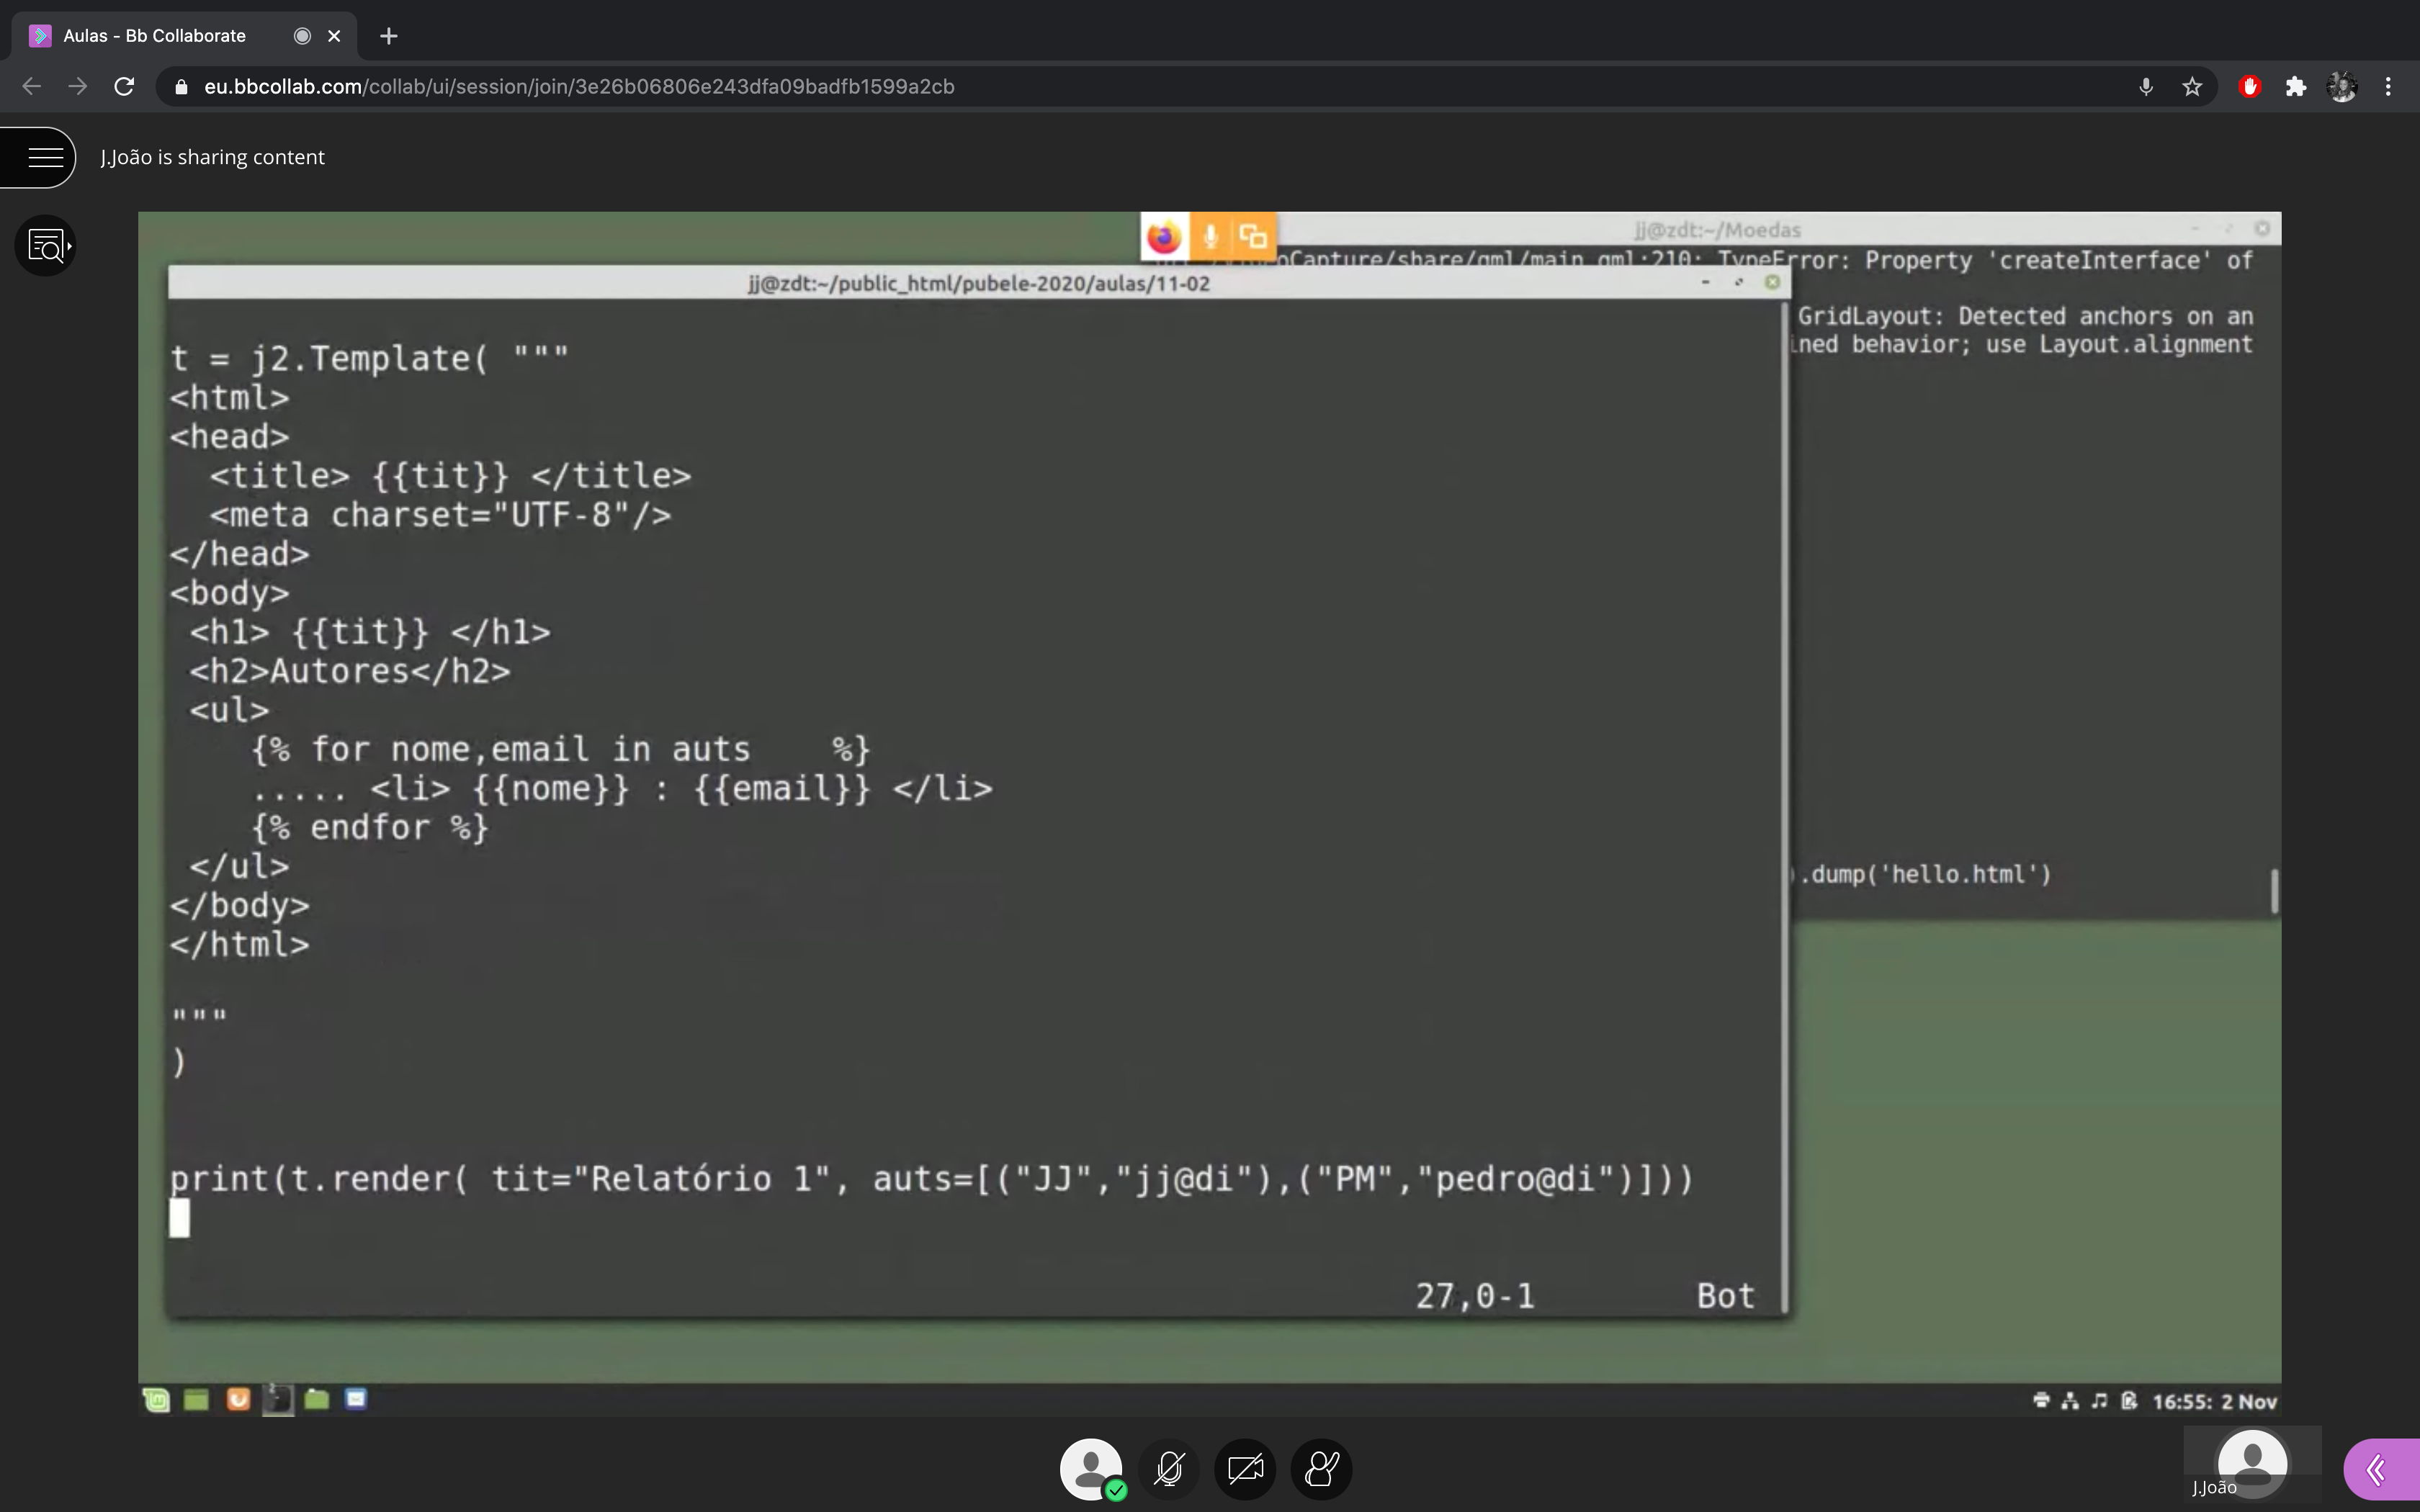 Aulas - Bb Collaborate
eu.bbcollab.com/collab/ui/session/join/3e26b06806e243dfa09badfb1599a2cb
J.João is sharing content
jj@zdt:~/Moedas
Capture/share/qml/main.qml:210: TypeError: Property 'createInterface' of
GridLayout: Detected anchors on an
ined behavior; use Layout.alignment
).dump('hello.html')
jj@zdt:~/public_html/pubele-2020/aulas/11-02
t = j2.Template( """
<html>
<head>
  <title> {{tit}} </title>
  <meta charset="UTF-8"/>
</head>
<body>
 <h1> {{tit}} </h1>
 <h2>Autores</h2>
 <ul>
    {% for nome,email in auts    %}
    ..... <li> {{nome}} : {{email}} </li>
    {% endfor %}
 </ul>
</body>
</html>
"""
)
print(t.render( tit="Relatório 1", auts=[("JJ","jj@di"),("PM","pedro@di")]))
27,0-1 Bot
16:55: 2 Nov
J.João